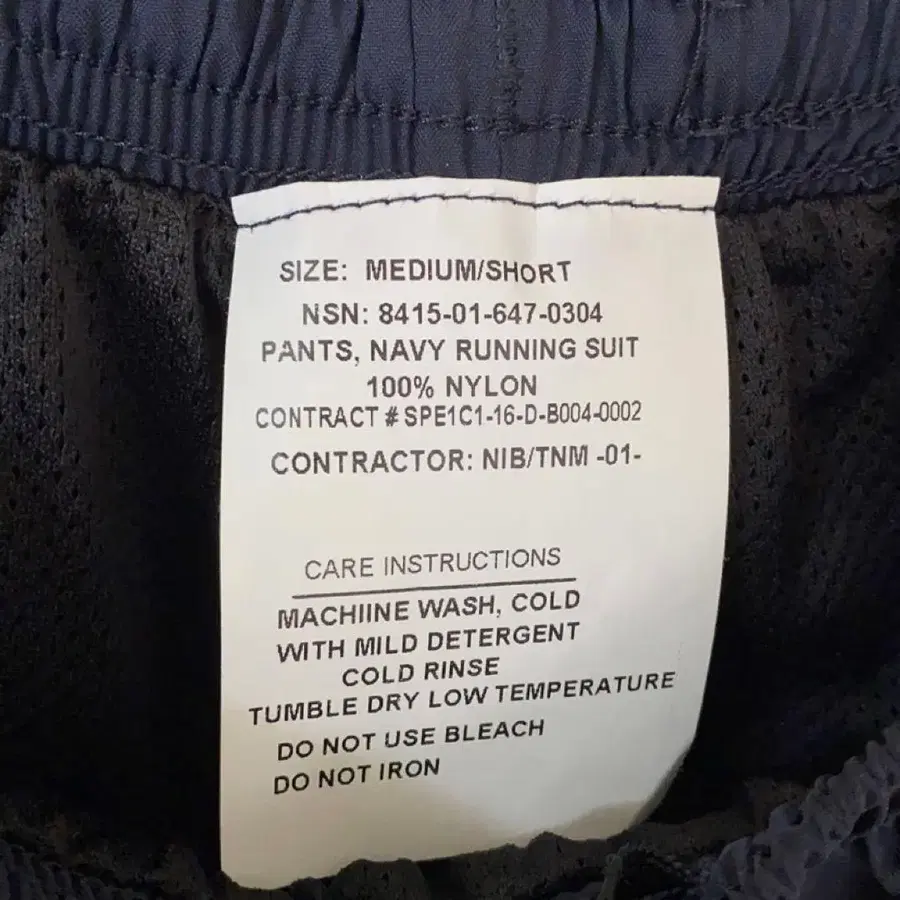 SIZE: MEDIUM/SHORT
NSN: 8415-01-647-0304
PANTS, NAVY RUNNING SUIT
100% NYLON
CONTRACT # SPE1C1-16-D-B004-0002
CONTRACTOR: NIB/TNM -01-
CARE INSTRUCTIONS
MACHIINE WASH, COLD
WITH MILD DETERGENT
COLD RINSE
TUMBLE DRY LOW TEMPERATURE
DO NOT USE BLEACH
DO NOT IRON